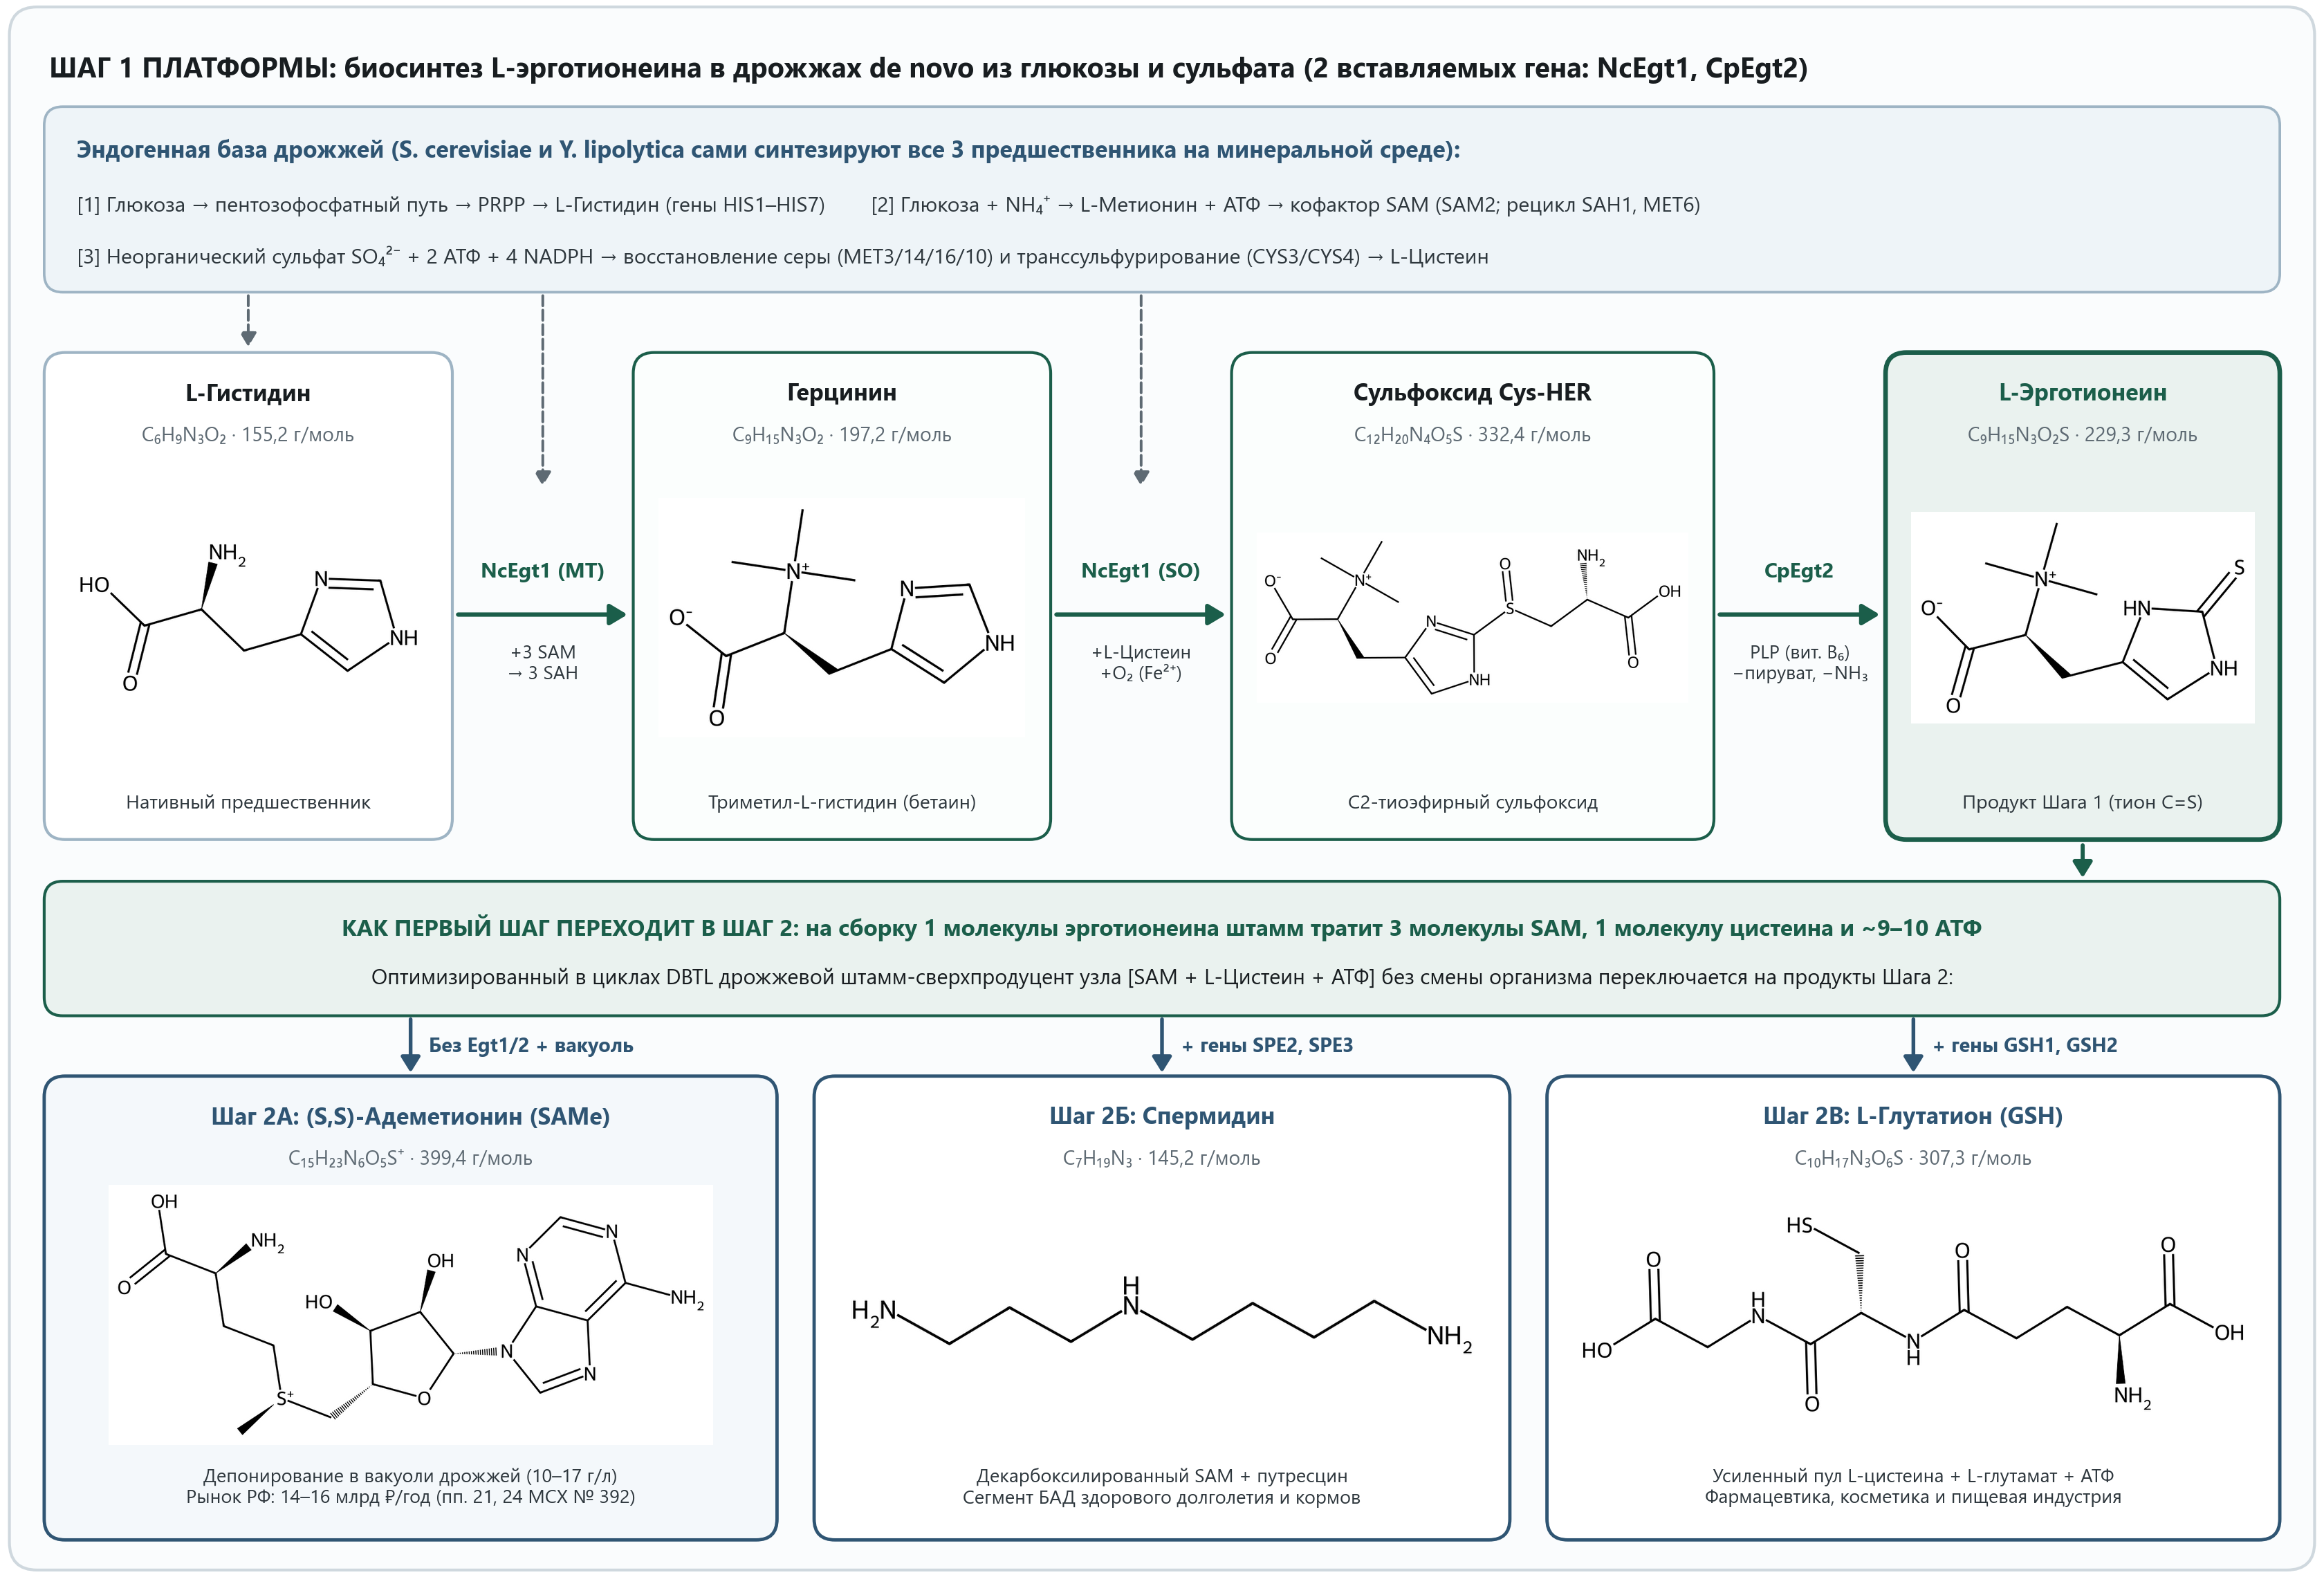 ШАГ 1 ПЛАТФОРМЫ: биосинтез L-эрготионеина в дрожжах de novo из глюкозы и сульфата (2 вставляемых гена: NcEgt1, CpEgt2)
Эндогенная база дрожжей (S. cerevisiae и Y. lipolytica сами синтезируют все 3 предшественника на минеральной среде):
[1] Глюкоза → пентозофосфатный путь → PRPP → L-Гистидин (гены HIS1–HIS7)
[2] Глюкоза + NH₄⁺ → L-Метионин + АТФ → кофактор SAM (SAM2; рецикл SAH1, MET6)
[3] Неорганический сульфат SO₄²⁻ + 2 АТФ + 4 NADPH → восстановление серы (MET3/14/16/10) и транссульфурирование (CYS3/CYS4) → L-Цистеин
L-Гистидин
C₆H₉N₃O₂ · 155,2 г/моль
NH₂
HO
N
NH
O
Нативный предшественник
NcEgt1 (MT)
+3 SAM
→ 3 SAH
Герцинин
C₉H₁₅N₃O₂ · 197,2 г/моль
N⁺
N
O⁻
NH
O
Триметил-L-гистидин (бетаин)
NcEgt1 (SO)
+L-Цистеин
+O₂ (Fe²⁺)
Сульфоксид Cys-HER
C₁₂H₂₀N₄O₅S · 332,4 г/моль
O
NH₂
O⁻
N⁺
OH
S
N
O
O
NH
С2-тиоэфирный сульфоксид
CpEgt2
PLP (вит. B₆)
−пируват, −NH₃
L-Эрготионеин
C₉H₁₅N₃O₂S · 229,3 г/моль
S
N⁺
O⁻
HN
NH
O
Продукт Шага 1 (тион C=S)
КАК ПЕРВЫЙ ШАГ ПЕРЕХОДИТ В ШАГ 2: на сборку 1 молекулы эрготионеина штамм тратит 3 молекулы SAM, 1 молекулу цистеина и ~9–10 АТФ
Оптимизированный в циклах DBTL дрожжевой штамм-сверхпродуцент узла [SAM + L-Цистеин + АТФ] без смены организма переключается на продукты Шага 2:
Без Egt1/2 + вакуоль
+ гены SPE2, SPE3
+ гены GSH1, GSH2
Шаг 2А: (S,S)-Адеметионин (SAMe)
C₁₅H₂₃N₆O₅S⁺ · 399,4 г/моль
OH
NH₂
O
HO
OH
N
N
NH₂
N
N
S⁺
O
Депонирование в вакуоли дрожжей (10–17 г/л)
Рынок РФ: 14–16 млрд ₽/год (пп. 21, 24 МСХ № 392)
Шаг 2Б: Спермидин
C₇H₁₉N₃ · 145,2 г/моль
H₂N
H
N
NH₂
Декарбоксилированный SAM + путресцин
Сегмент БАД здорового долголетия и кормов
Шаг 2В: L-Глутатион (GSH)
C₁₀H₁₇N₃O₆S · 307,3 г/моль
HS
O
O
O
H
N
HO
N
H
OH
O
NH₂
Усиленный пул L-цистеина + L-глутамат + АТФ
Фармацевтика, косметика и пищевая индустрия